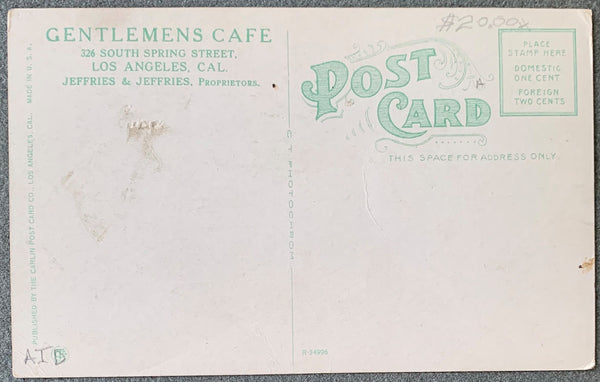 GENTLEMENS CAFE
326 SOUTH SPRING STREET,
LOS ANGELES, CAL.
JEFFRIES & JEFFRIES, PROPRIETORS.
PUBLISHED BY THE CARLIN POST CARD CO., LOS ANGELES, CAL. MADE IN U. S. A.
$20.00x
POST
CARD
PLACE
STAMP HERE
DOMESTIC
ONE CENT
FOREIGN
TWO CENTS
THIS SPACE FOR ADDRESS ONLY.
R-34996